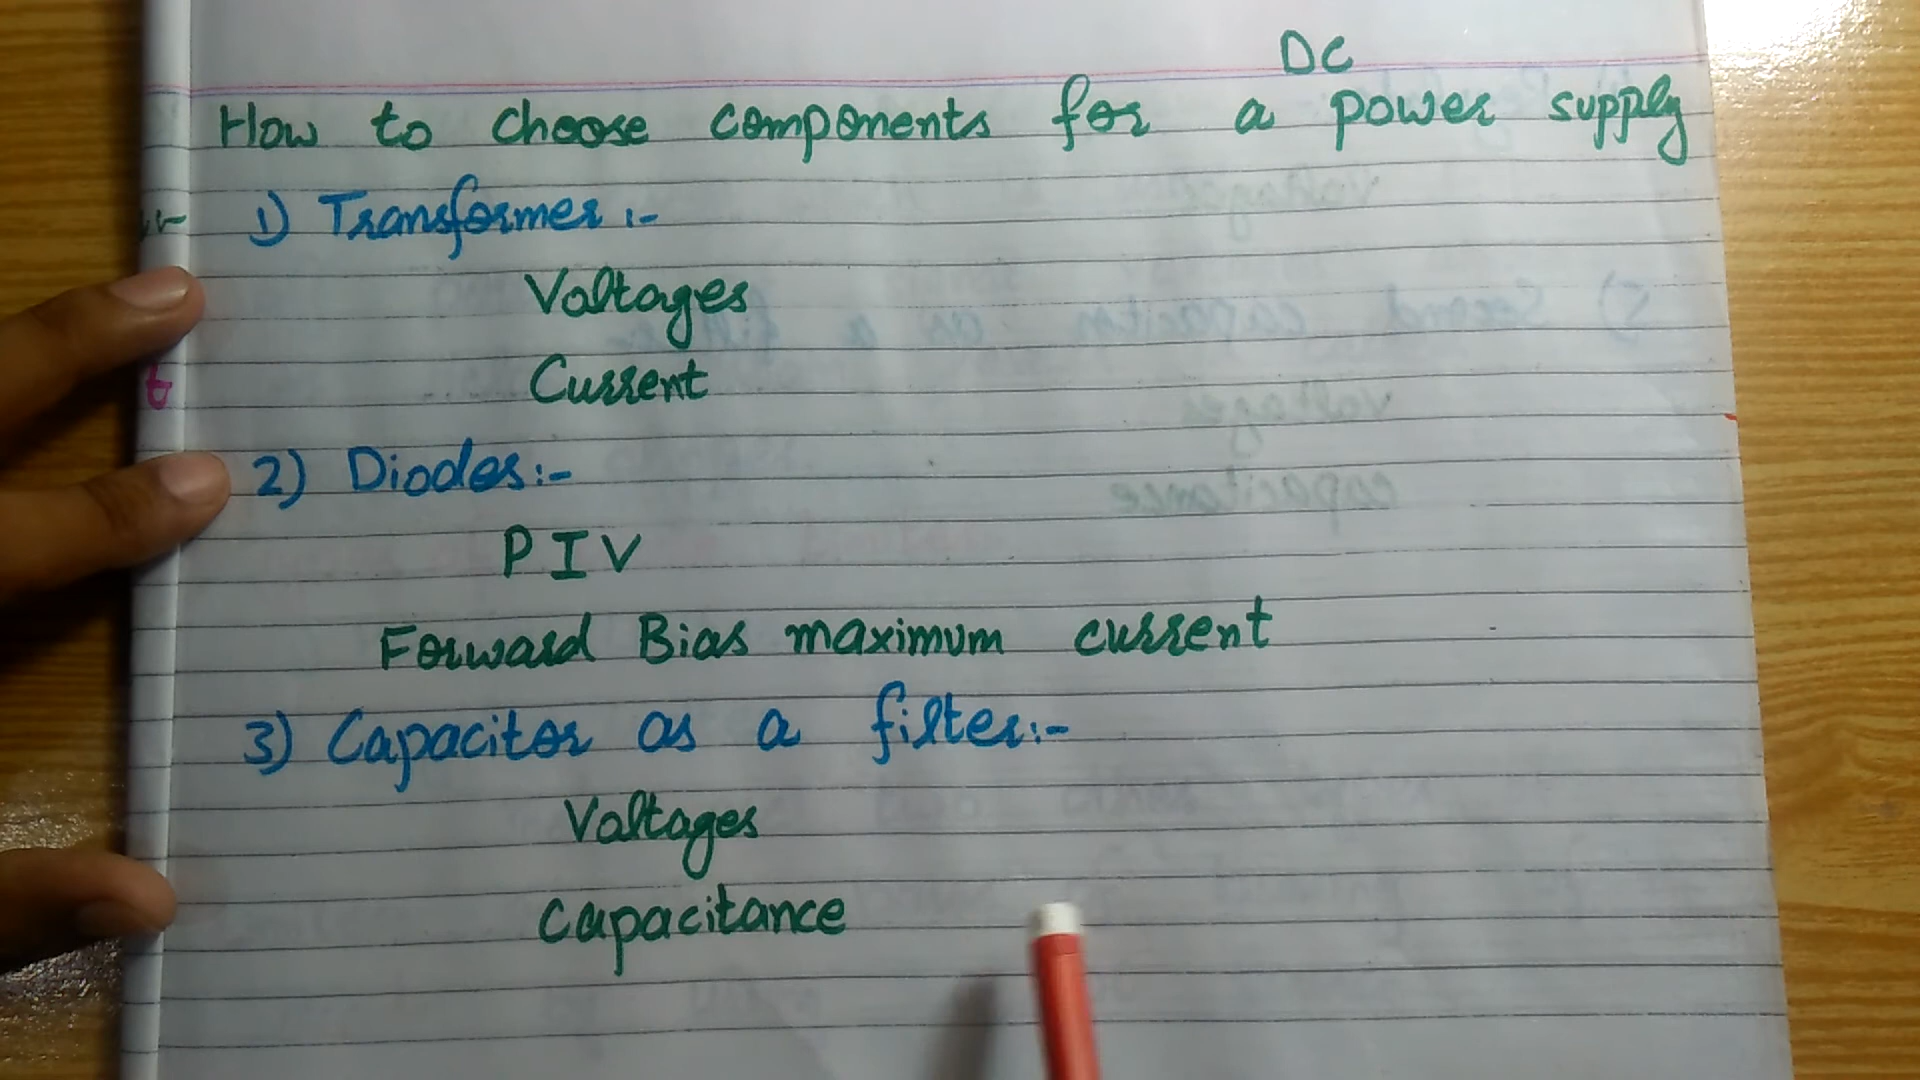 DC
How to choose components for a power supply
1) Transformer :-
Voltages
Current
2) Diodes:-
PIV
Forward Bias maximum current
3) Capacitor as a filter:-
Voltages
Capacitance